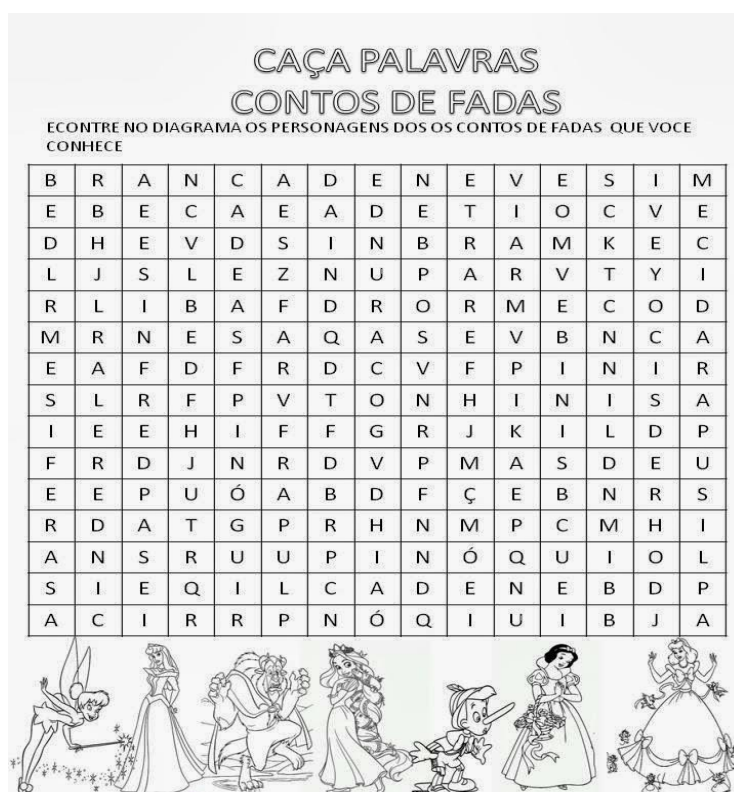 CAÇA PALAVRAS
CONTOS DE FADAS
ECONTRE NO DIAGRAMA OS PERSONAGENS DOS OS CONTOS DE FADAS QUE VOCE
CONHECE
B R A N C A D E N E V E S I M
E B E C A E A D E T I O C V E
D H E V D S I N B R A M K E C
L J S L E Z N U P A R V T Y I
R L I B A F D R O R M E C O D
M R N E S A Q A S E V B N C A
E A F D F R D C V F P I N I R
S L R F P V T O N H I N I S A
I E E H I F F G R J K I L D P
F R D J N R D V P M A S D E U
E E P U Ó A B D F Ç E B N R S
R D A T G P R H N M P C M H I
A N S R U U P I N Ó Q U I O L
S I E Q I L C A D E N E B D P
A C I R R P N Ó Q I U I B J A